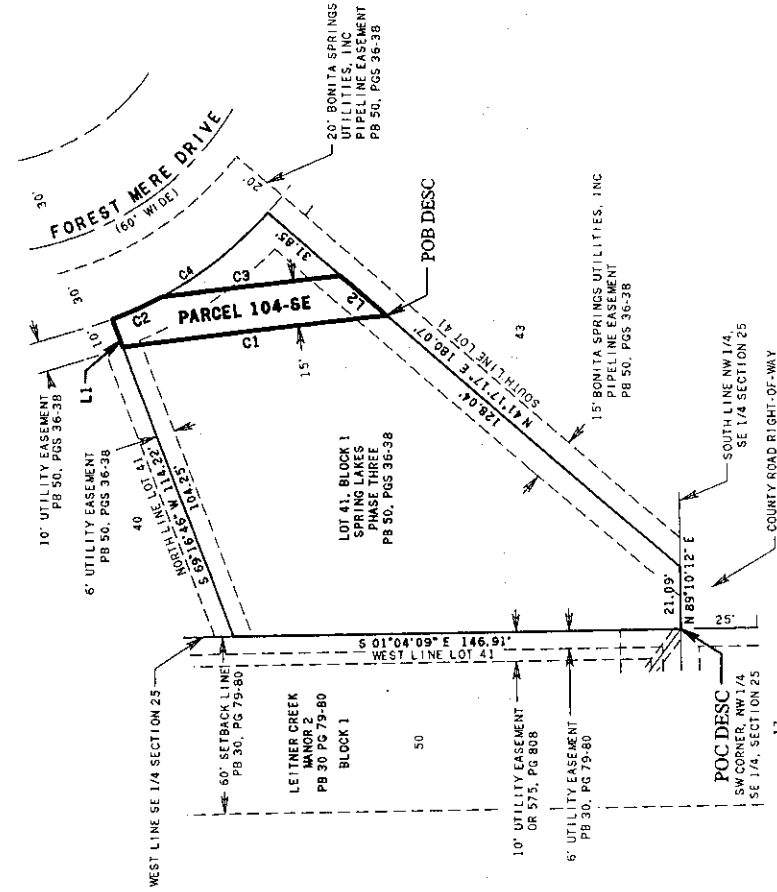 30'
FOREST MERE DRIVE
(60' WIDE)
30'
20' BONITA SPRINGS
UTILITIES, INC
PIPELINE EASEMENT
PB 50, PGS 36-38
20'
10' UTILITY EASEMENT
PB 50, PGS 36-38
10'
L1
C2
C4
C3
PARCEL 104-SE
C1
15'
L2
31.85'
POB DESC
6' UTILITY EASEMENT
PB 50, PGS 36-38
40
NORTH LINE LOT 41
S 69°16'46" W 114.22'
104.25'
LOT 41, BLOCK 1
SPRING LAKES
PHASE THREE
PB 50, PGS 36-38
43
N 41°17'17" E 180.07'
SOUTH LINE LOT 41
128.04'
15' BONITA SPRINGS UTILITIES, INC
PIPELINE EASEMENT
PB 50, PGS 36-38
WEST LINE SE 1/4 SECTION 25
60' SETBACK LINE
PB 30, PG 79-80
LEITNER CREEK
MANOR 2
PB 30 PG 79-80
BLOCK 1
50
S 01°04'09" E 146.91'
WEST LINE LOT 41
10' UTILITY EASEMENT
OR 575, PG 808
6' UTILITY EASEMENT
PB 30, PG 79-80
21.09'
N 89°10'12" E
25'
SOUTH LINE NW 1/4,
SE 1/4 SECTION 25
COUNTY ROAD RIGHT-OF-WAY
POC DESC
SW CORNER, NW 1/4
SE 1/4, SECTION 25